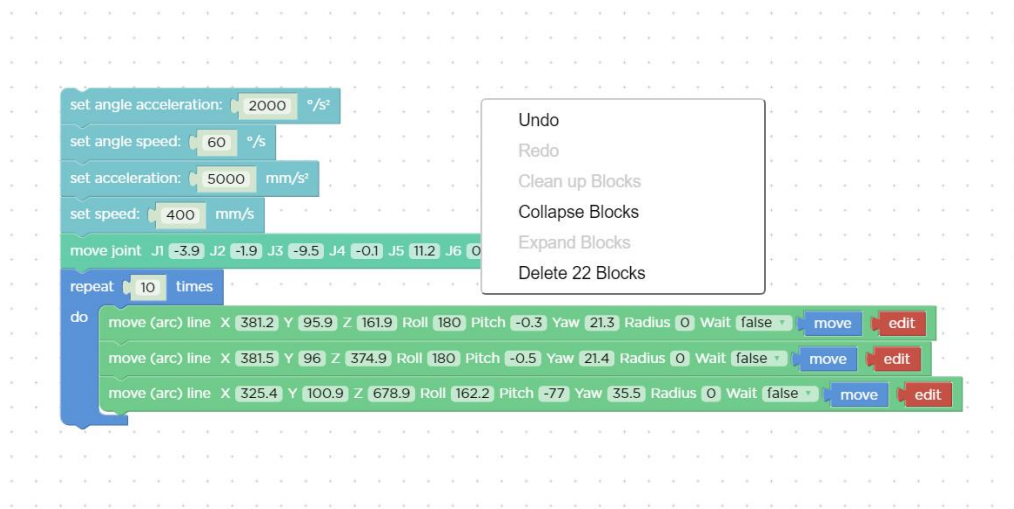 set angle acceleration: 2000 °/s²
set angle speed: 60 °/s
set acceleration: 5000 mm/s²
set speed: 400 mm/s
move joint J1 -3.9 J2 -1.9 J3 -9.5 J4 -0.1 J5 11.2 J6
repeat 10 times
do
move (arc) line X 381.2 Y 95.9 Z 161.9 Roll 180 Pitch -0.3 Yaw 21.3 Radius 0 Wait false move edit
move (arc) line X 381.5 Y 96 Z 374.9 Roll 180 Pitch -0.5 Yaw 21.4 Radius 0 Wait false move edit
move (arc) line X 325.4 Y 100.9 Z 678.9 Roll 162.2 Pitch -77 Yaw 35.5 Radius 0 Wait false move edit
Undo
Redo
Clean up Blocks
Collapse Blocks
Expand Blocks
Delete 22 Blocks